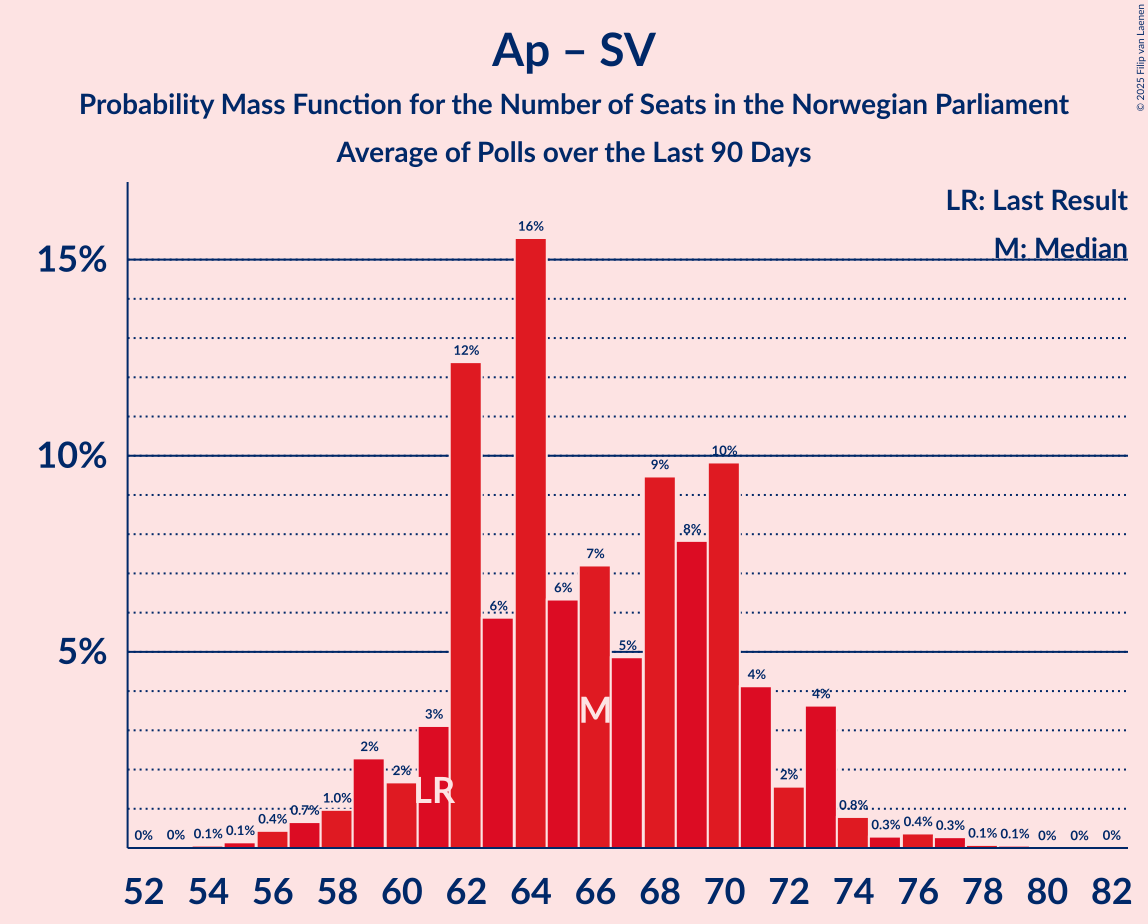 Ap – SV
Probability Mass Function for the Number of Seats in the Norwegian Parliament
Average of Polls over the Last 90 Days
© 2025 Filip van Laenen
LR: Last Result
M: Median
15%
10%
5%
0% 0% 0.1% 0.1% 0.4% 0.7% 1.0% 2% 2% 3% 12% 6% 16% 6% 7% 5% 9% 8% 10% 4% 2% 4% 0.8% 0.3% 0.4% 0.3% 0.1% 0.1% 0% 0% 0%
LR
M
52 54 56 58 60 62 64 66 68 70 72 74 76 78 80 82